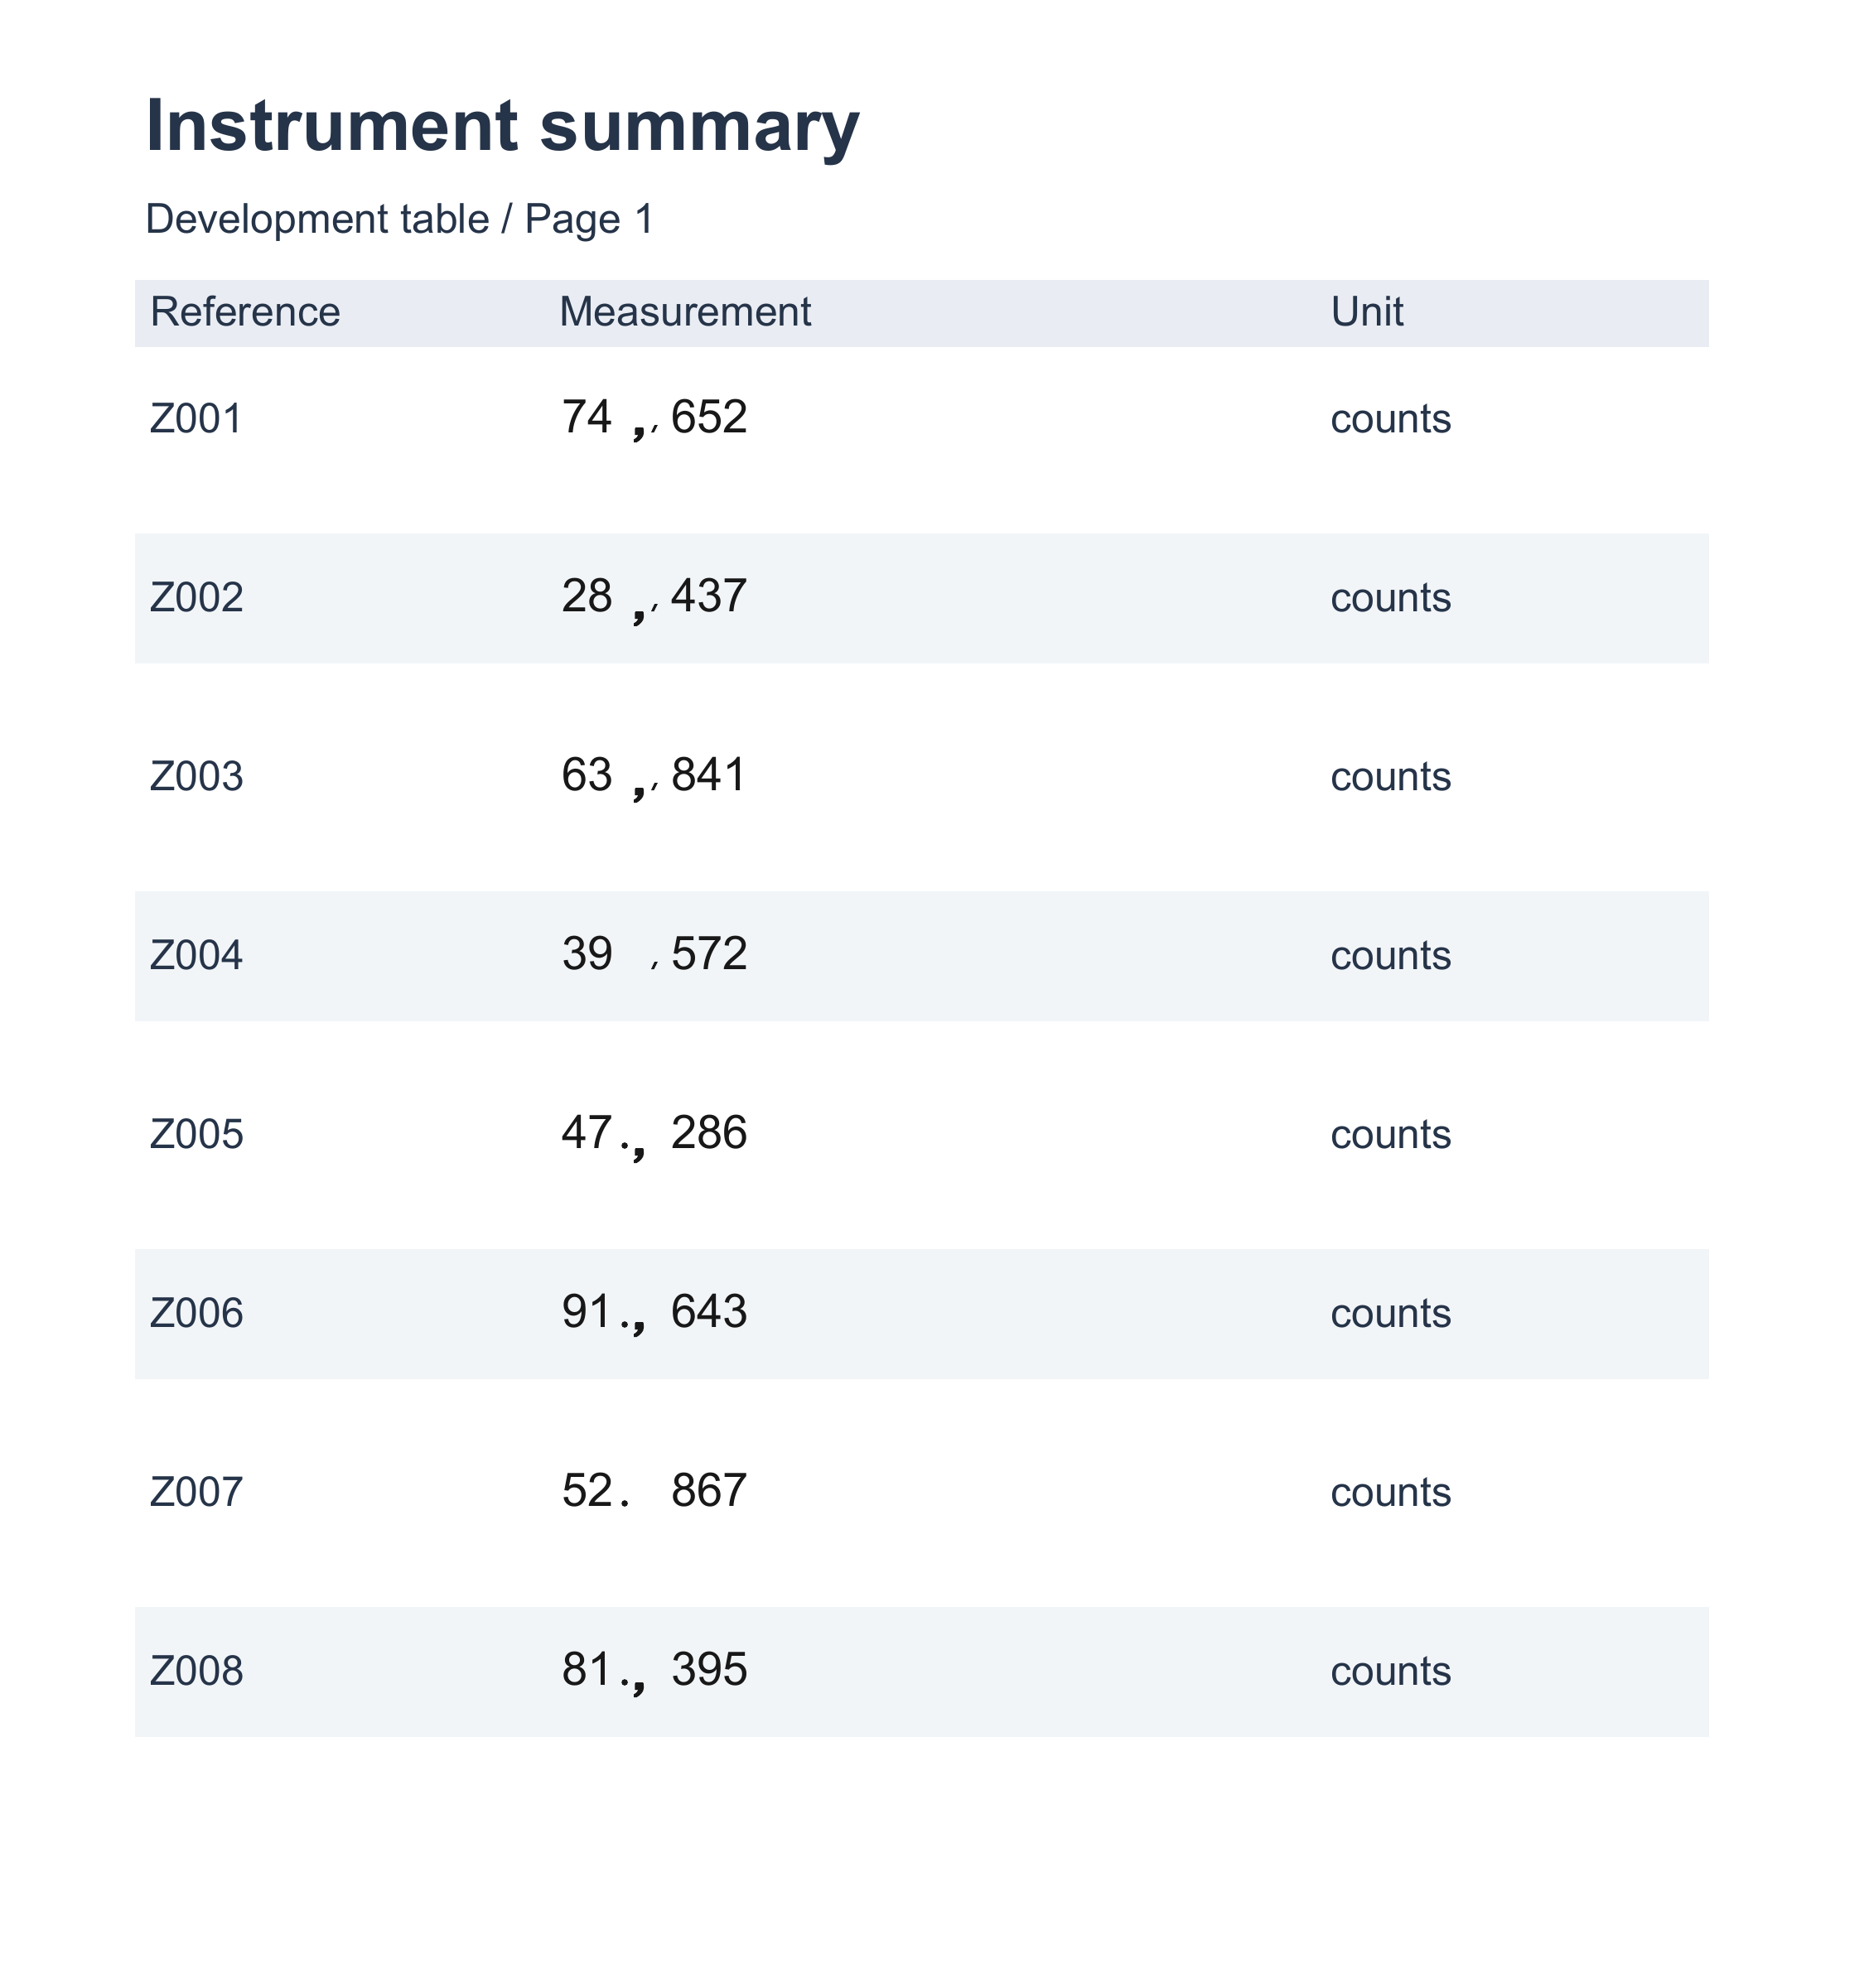 Instrument summary
Development table / Page 1
Reference Measurement Unit
Z001 74 ,, 652 counts
Z002 28 ,, 437 counts
Z003 63 ,, 841 counts
Z004 39 , 572 counts
Z005 47 ., 286 counts
Z006 91 ., 643 counts
Z007 52 . 867 counts
Z008 81 ., 395 counts